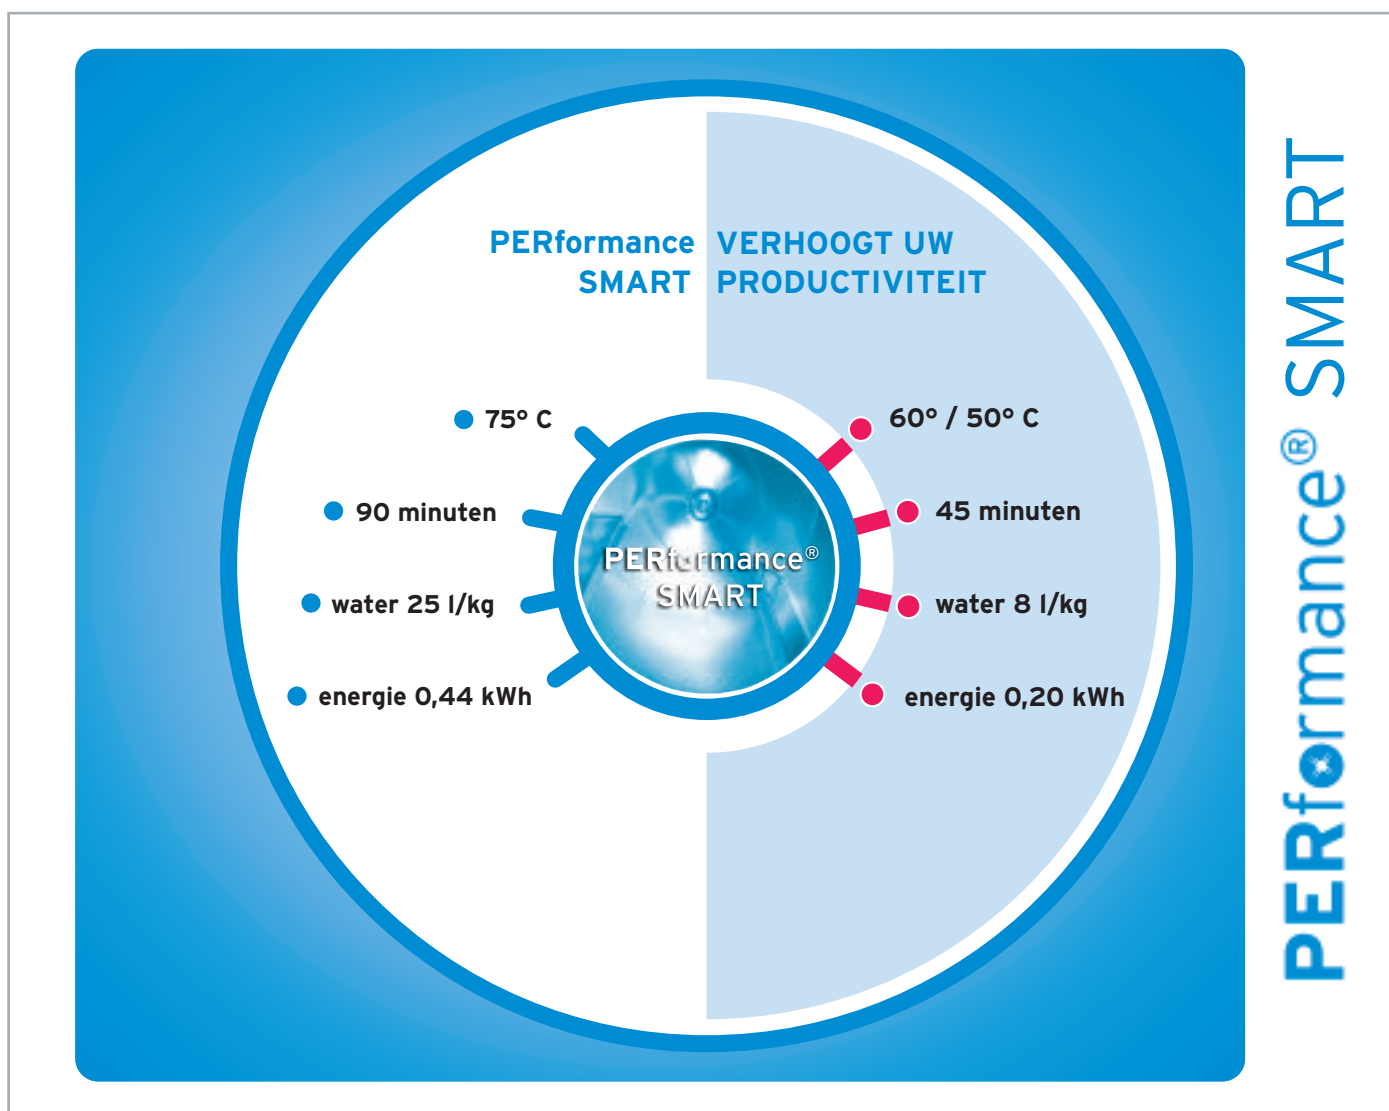 PERformance VERHOOGT UW
SMART PRODUCTIVITEIT
75° C
90 minuten
water 25 l/kg
energie 0,44 kWh
PERformance®
SMART
60° / 50° C
45 minuten
water 8 l/kg
energie 0,20 kWh
PERformance® SMART